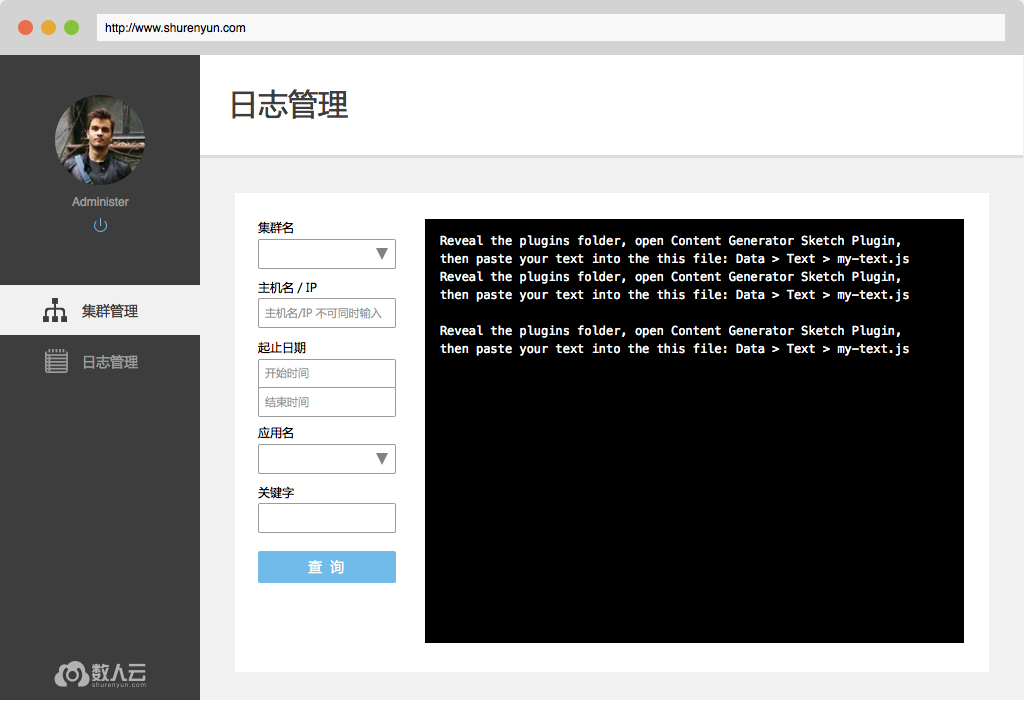 http://www.shurenyun.com
日志管理
Administer
集群管理
日志管理
集群名
主机名 / IP
主机名/IP 不可同时输入
起止日期
开始时间
结束时间
应用名
关键字
查 询
Reveal the plugins folder, open Content Generator Sketch Plugin,
then paste your text into the this file: Data > Text > my-text.js
Reveal the plugins folder, open Content Generator Sketch Plugin,
then paste your text into the this file: Data > Text > my-text.js
Reveal the plugins folder, open Content Generator Sketch Plugin,
then paste your text into the this file: Data > Text > my-text.js
数人云
shurenyun.com